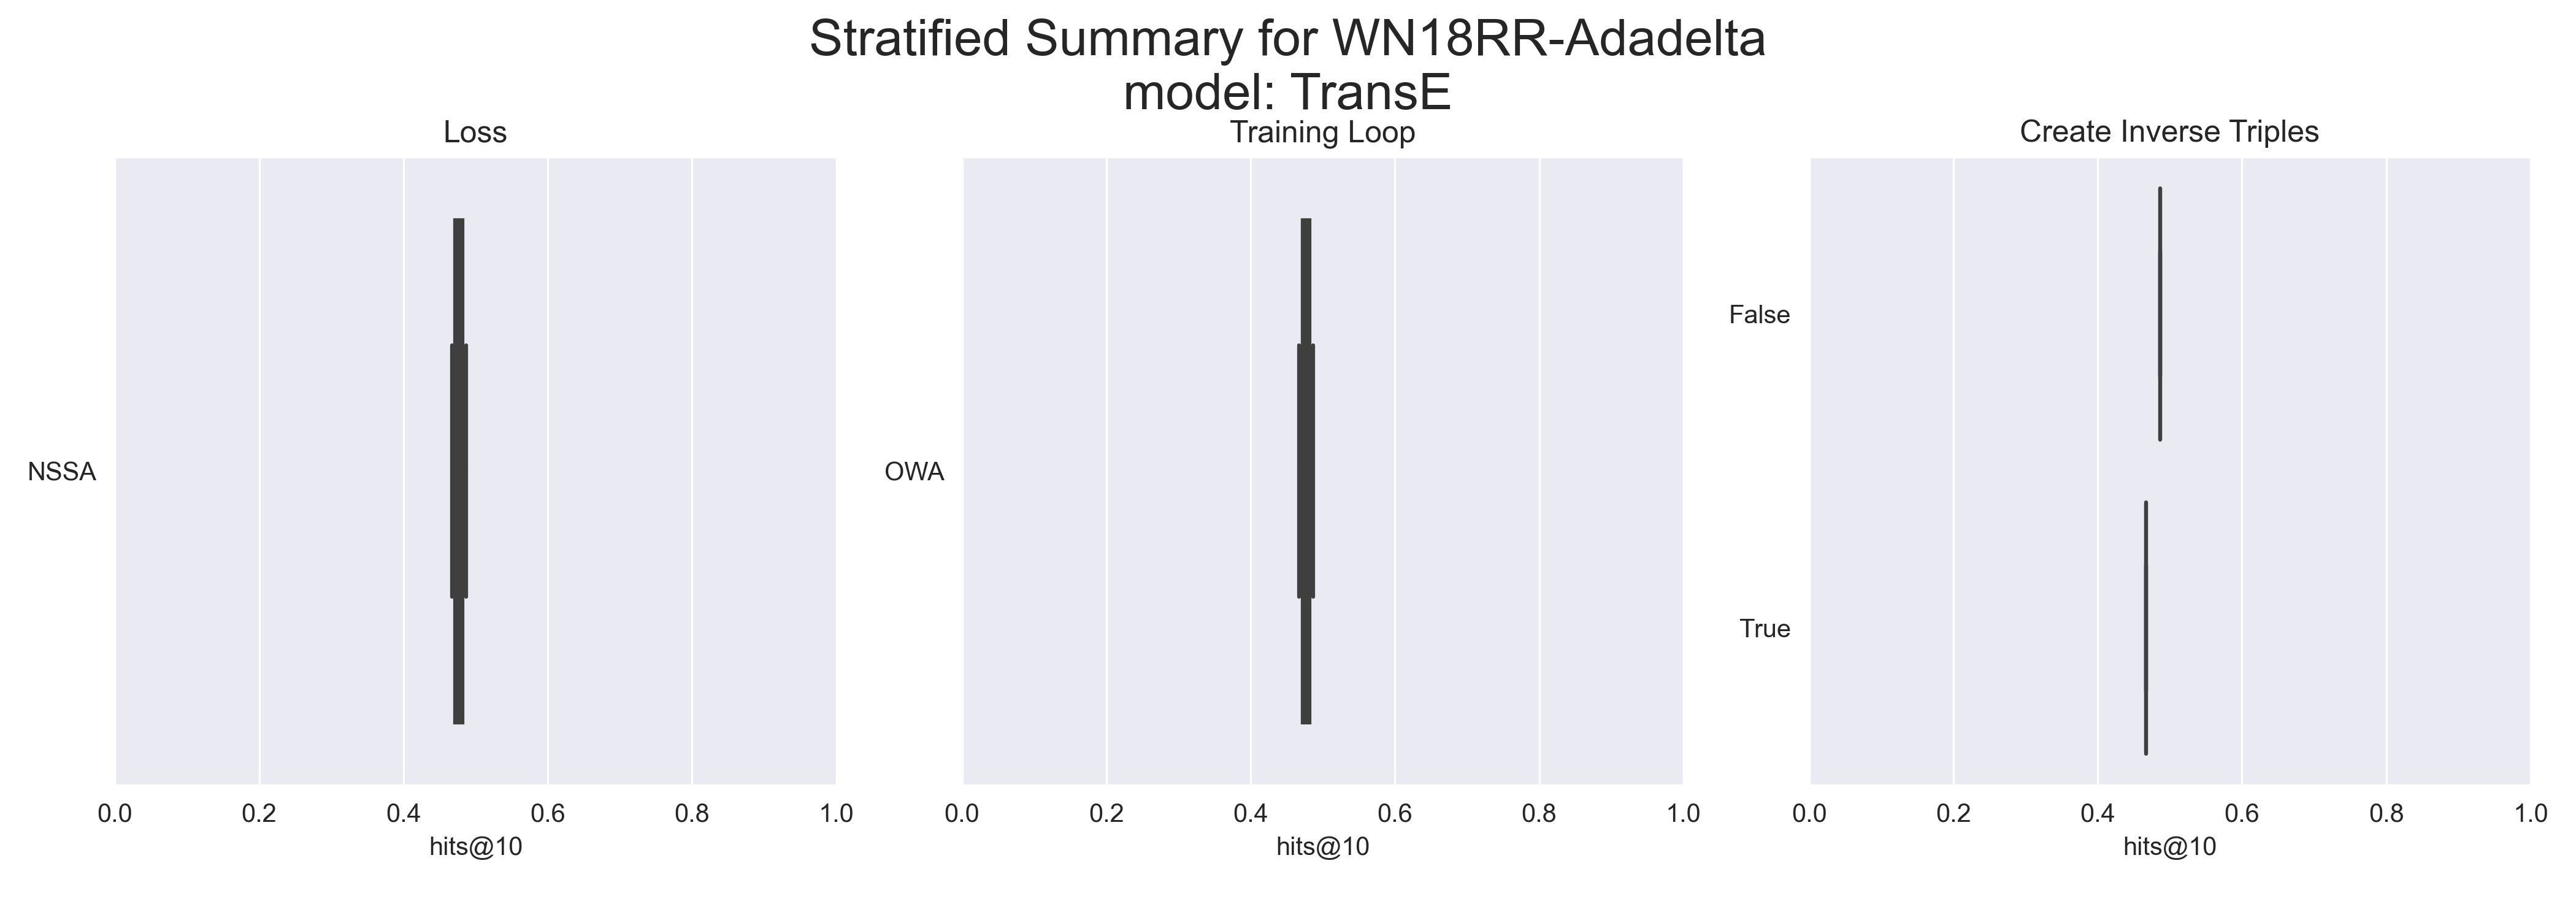 Stratified Summary for WN18RR-Adadelta
model: TransE
Loss
NSSA
0.0 0.2 0.4 0.6 0.8 1.0
hits@10
Training Loop
OWA
0.0 0.2 0.4 0.6 0.8 1.0
hits@10
Create Inverse Triples
False
True
0.0 0.2 0.4 0.6 0.8 1.0
hits@10